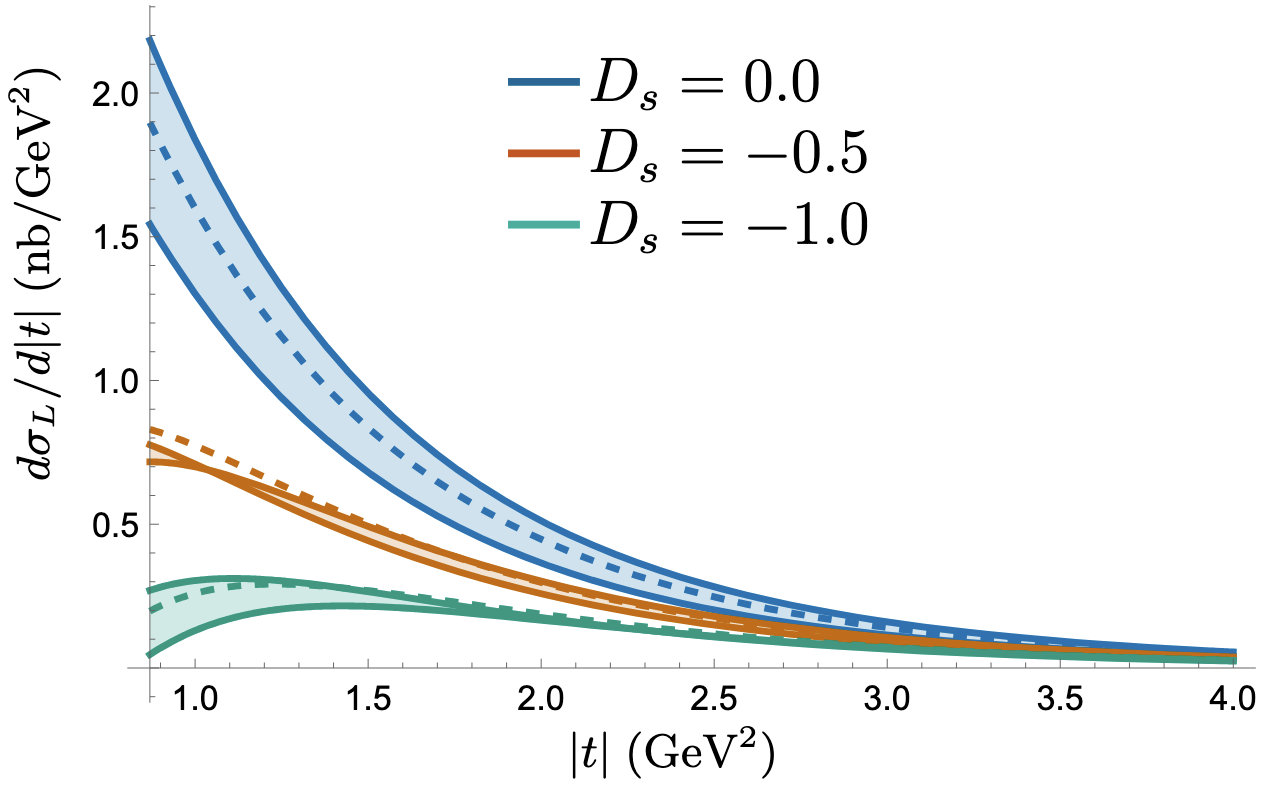 2.0
1.5
1.0
0.5
dσ_L/d|t| (nb/GeV²)
D_s = 0.0
D_s = −0.5
D_s = −1.0
1.0 1.5 2.0 2.5 3.0 3.5 4.0
|t| (GeV²)